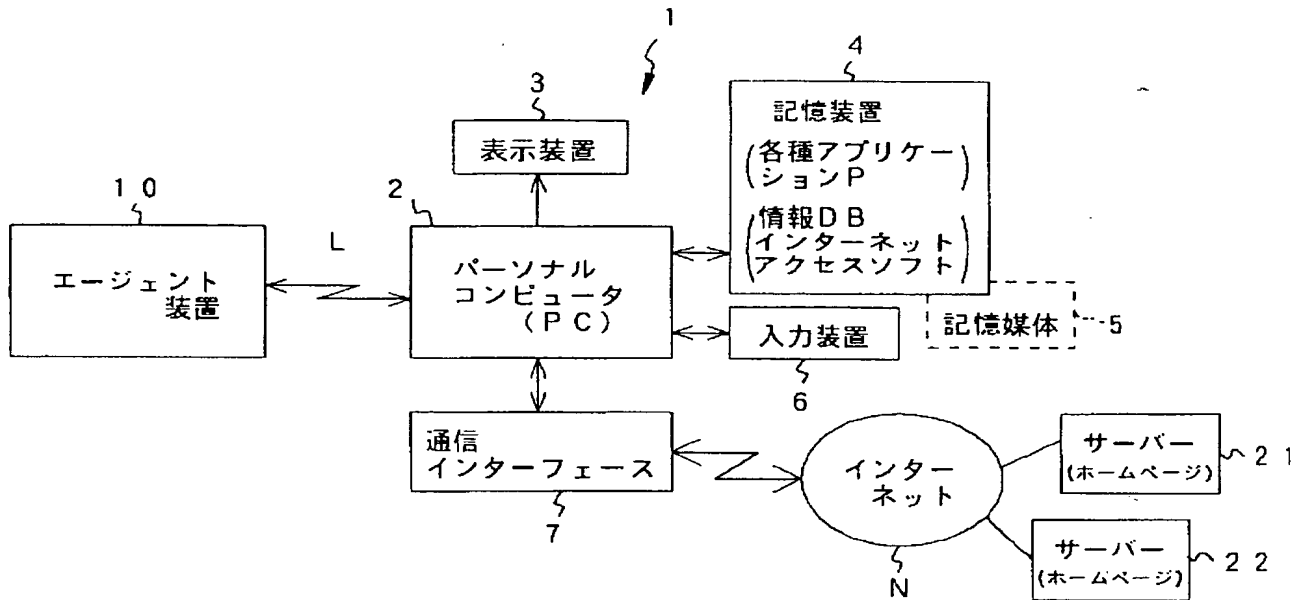 1
3
表示装置
4
記憶装置
(各種アプリケー
ションP)
(情報DB
インターネット
アクセスソフト)
記憶媒体
5
10
エージェント
装置
L
2
パーソナル
コンピュータ
(PC)
入力装置
6
通信
インターフェース
7
インター
ネット
N
サーバー
(ホームページ)
21
サーバー
(ホームページ)
22